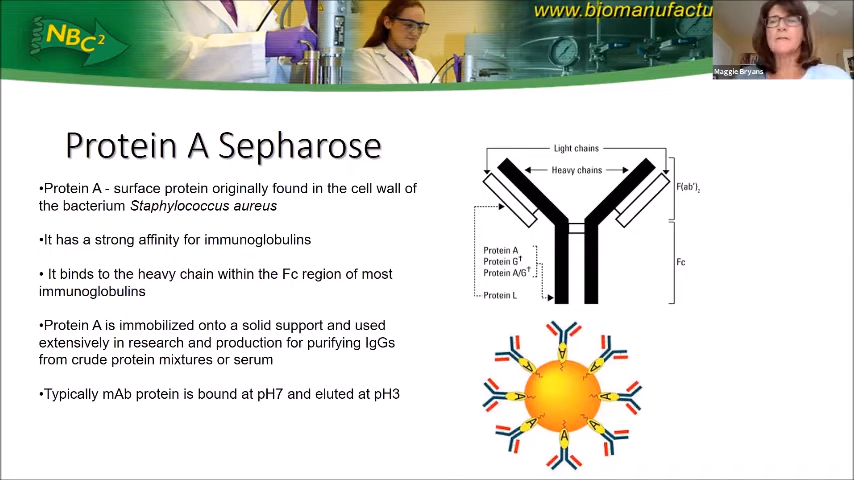 www.biomanufactu
NBC²
Maggie Bryans
Protein A Sepharose
•Protein A - surface protein originally found in the cell wall of
the bacterium Staphylococcus aureus
•It has a strong affinity for immunoglobulins
• It binds to the heavy chain within the Fc region of most
immunoglobulins
•Protein A is immobilized onto a solid support and used
extensively in research and production for purifying IgGs
from crude protein mixtures or serum
•Typically mAb protein is bound at pH7 and eluted at pH3
Light chains
Heavy chains
F(ab')₂
Protein A
Protein G†
Protein A/G†
Protein L
Fc
A
A
A
A
A
A
A
A